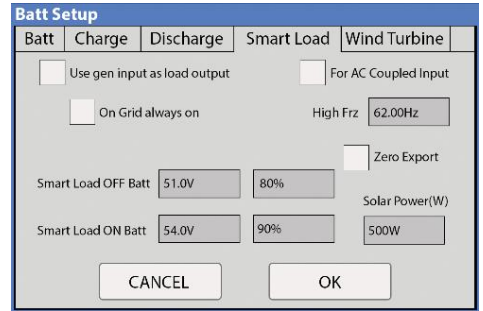 Batt Setup
Batt Charge Discharge Smart Load Wind Turbine
Use gen input as load output For AC Coupled Input
On Grid always on High Frz 62.00Hz
Zero Export
Smart Load OFF Batt 51.0V 80%
Solar Power(W)
Smart Load ON Batt 54.0V 90% 500W
CANCEL OK